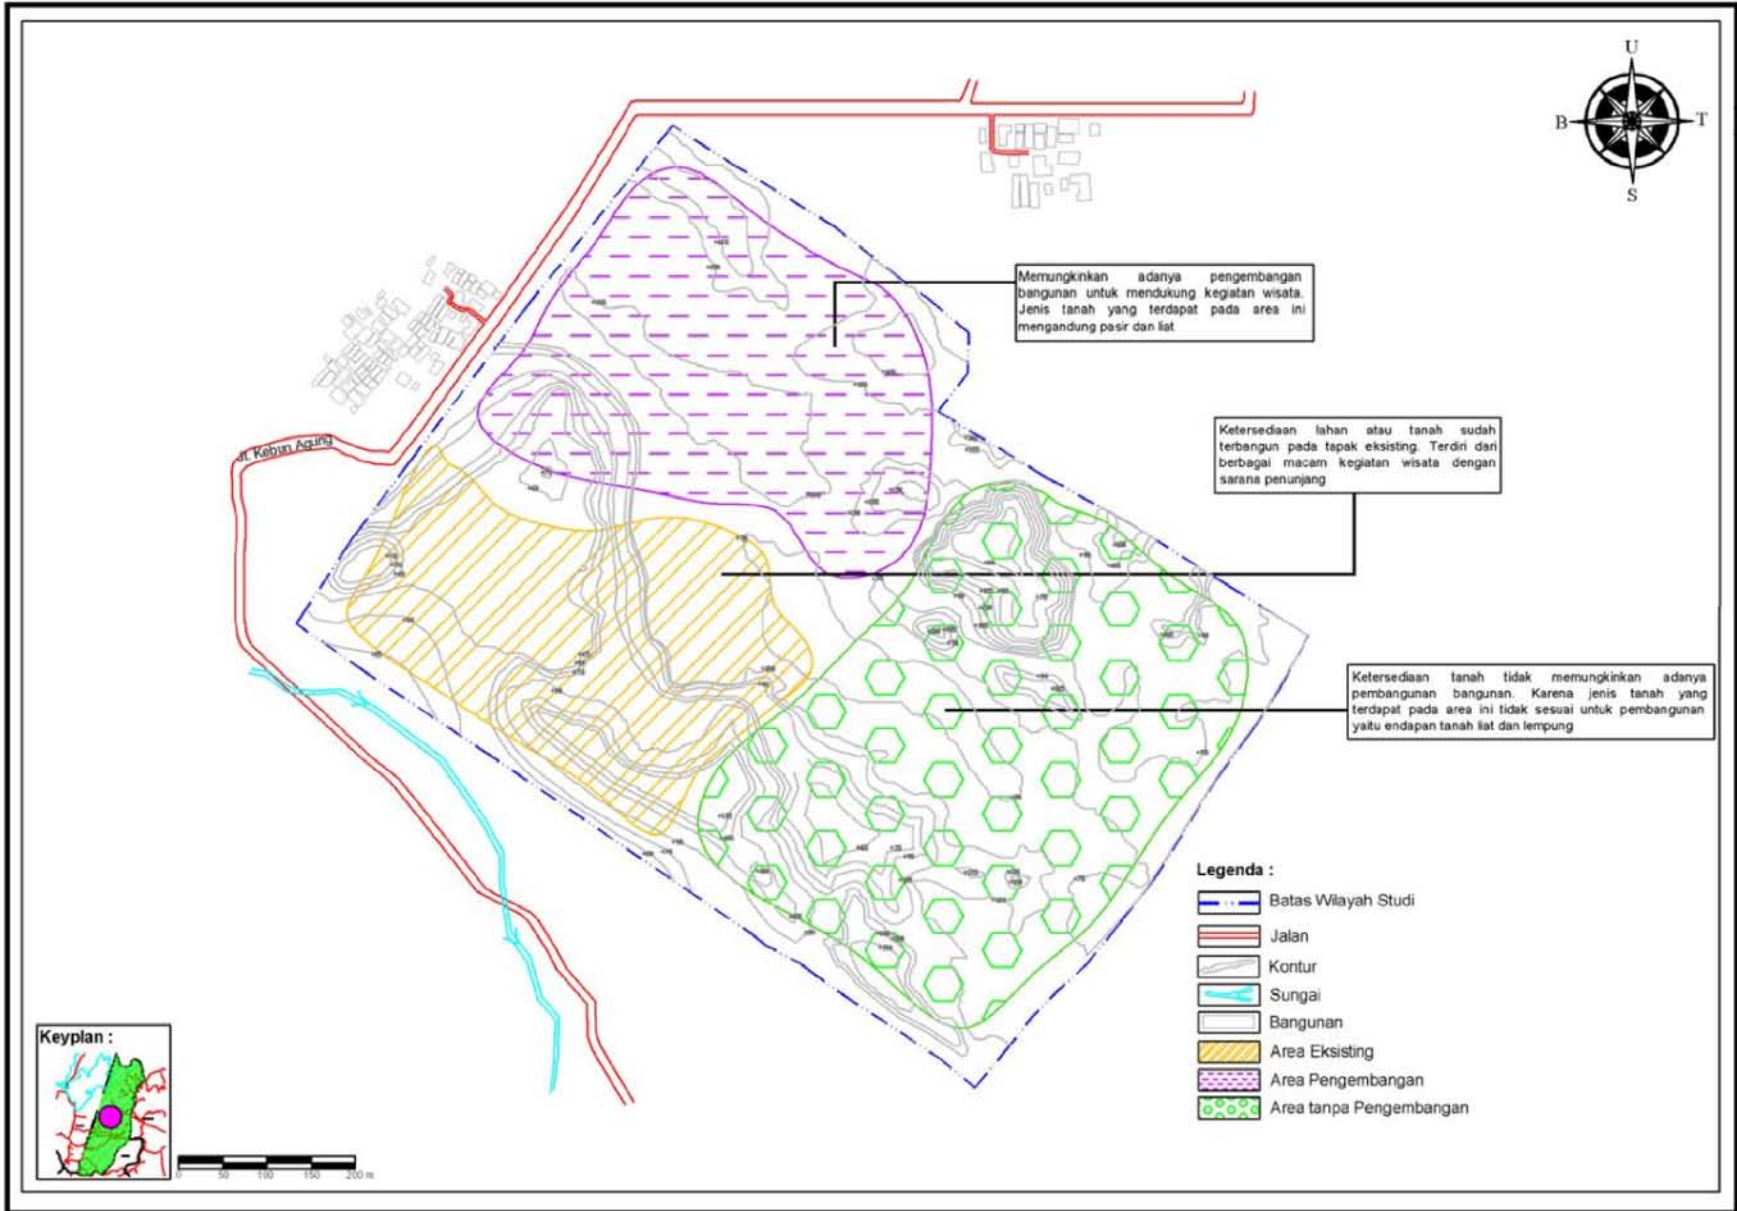 U
B
T
S
Memungkinkan adanya pengembangan
bangunan untuk mendukung kegiatan wisata.
Jenis tanah yang terdapat pada area ini
mengandung pasir dan liat
Ketersediaan lahan atau tanah sudah
terbangun pada tapak eksisting. Terdiri dari
berbagai macam kegiatan wisata dengan
sarana penunjang
Jl. Kebun Agung
Ketersediaan tanah tidak memungkinkan adanya
pembangunan bangunan. Karena jenis tanah yang
terdapat pada area ini tidak sesuai untuk pembangunan
yaitu endapan tanah liat dan lempung
Legenda :
Batas Wilayah Studi
Jalan
Kontur
Sungai
Bangunan
Area Eksisting
Area Pengembangan
Area tanpa Pengembangan
Keyplan :
0 50 100 150 200 m